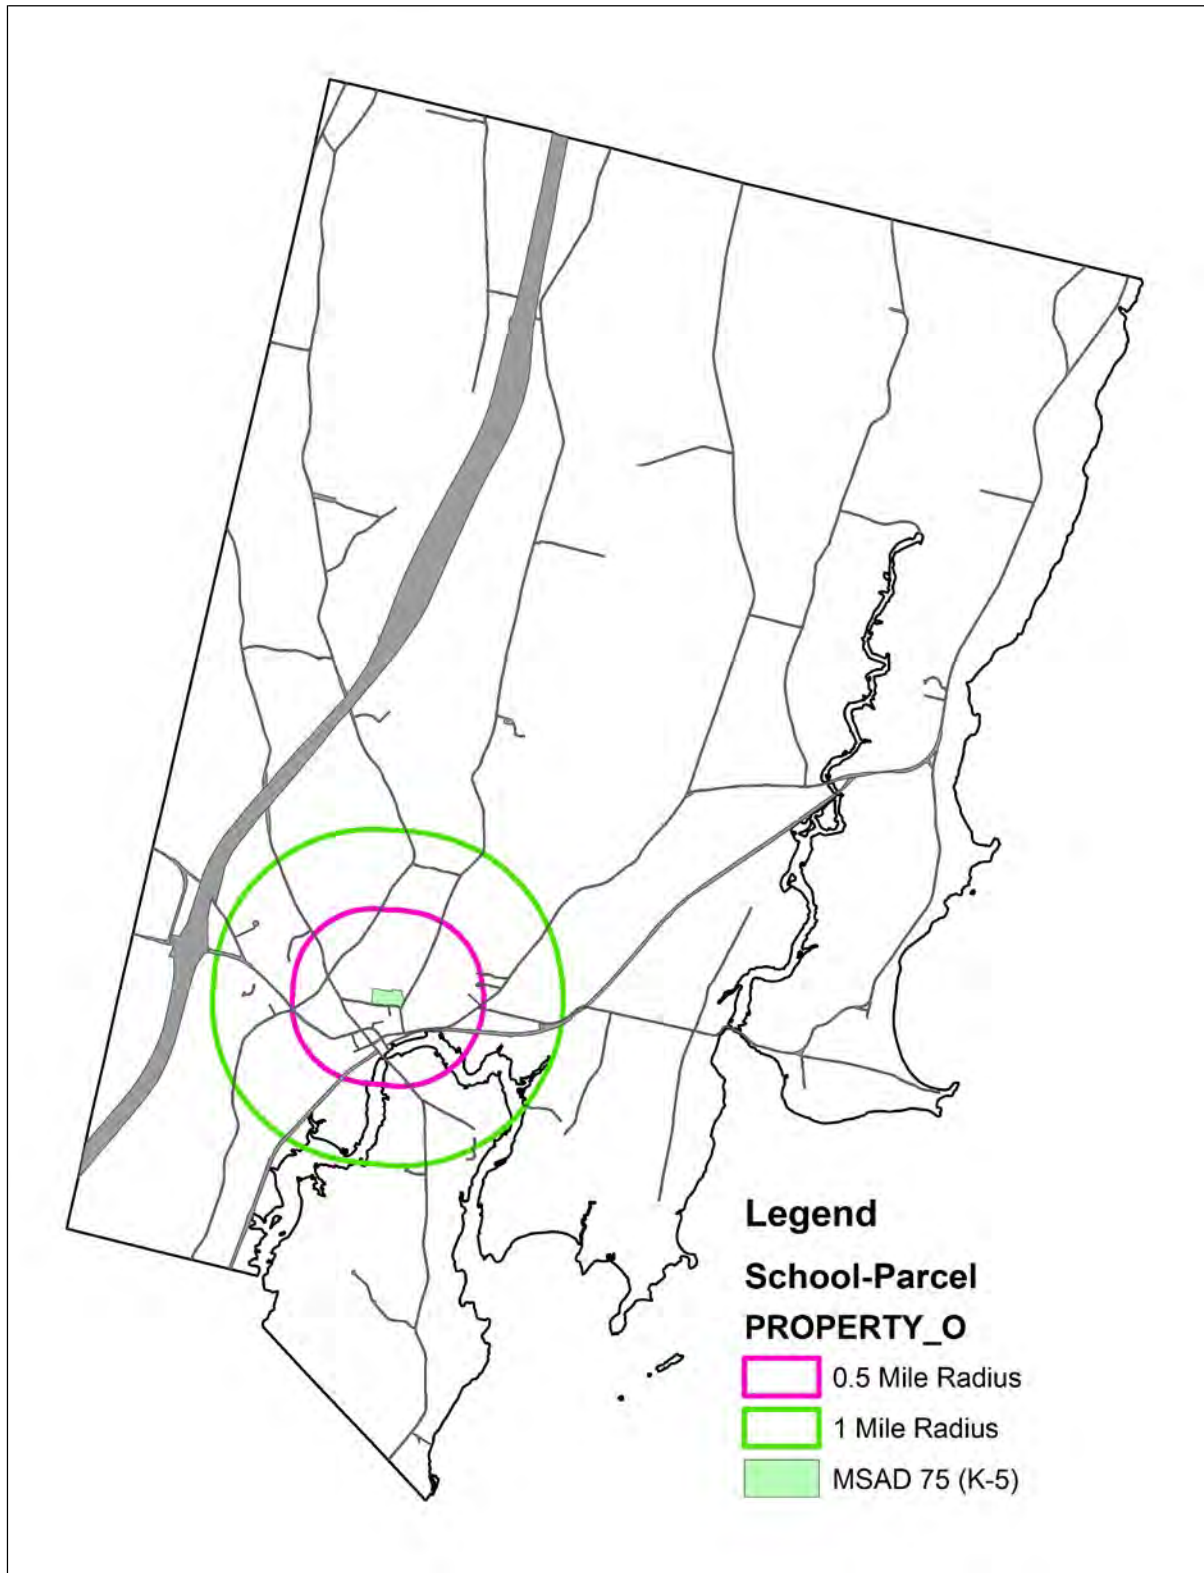 Legend
School-Parcel
PROPERTY_O
0.5 Mile Radius
1 Mile Radius
MSAD 75 (K-5)